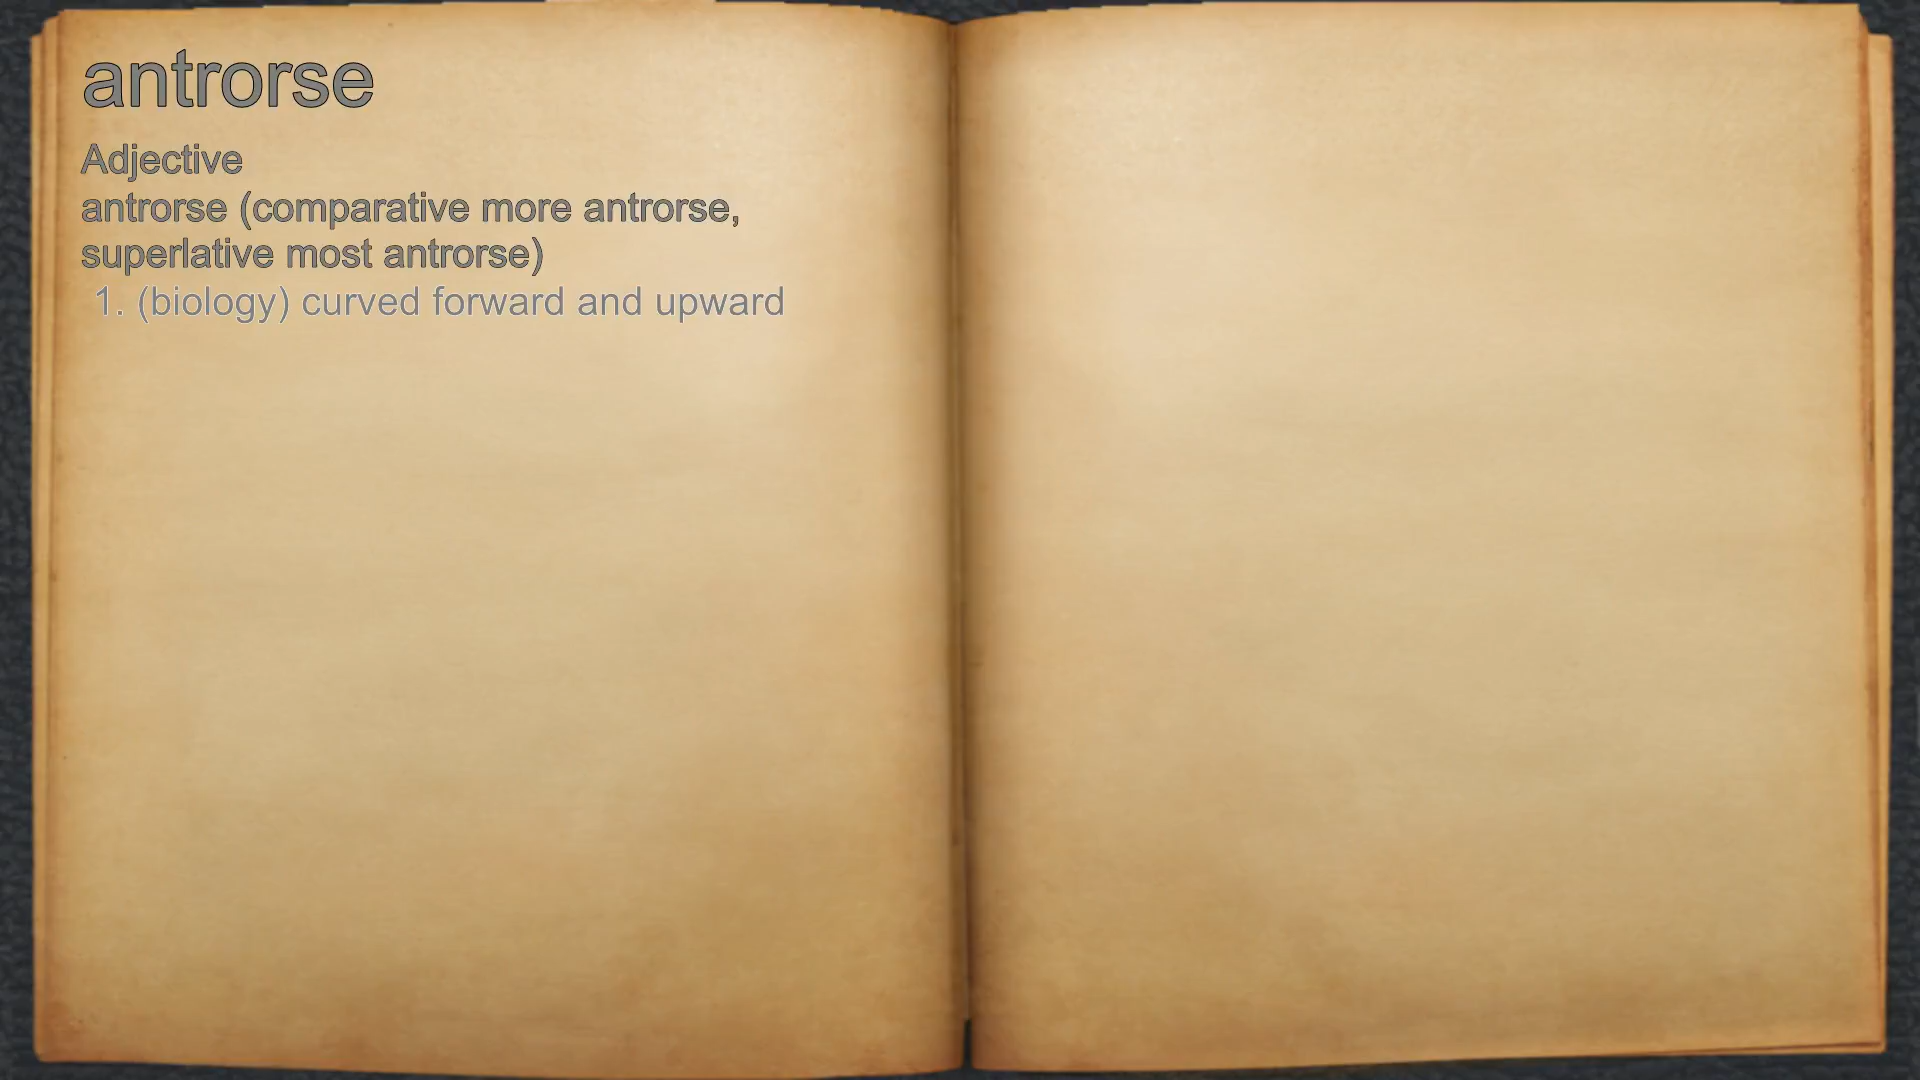 antrorse
Adjective
antrorse (comparative more antrorse,
superlative most antrorse)
1. (biology) curved forward and upward